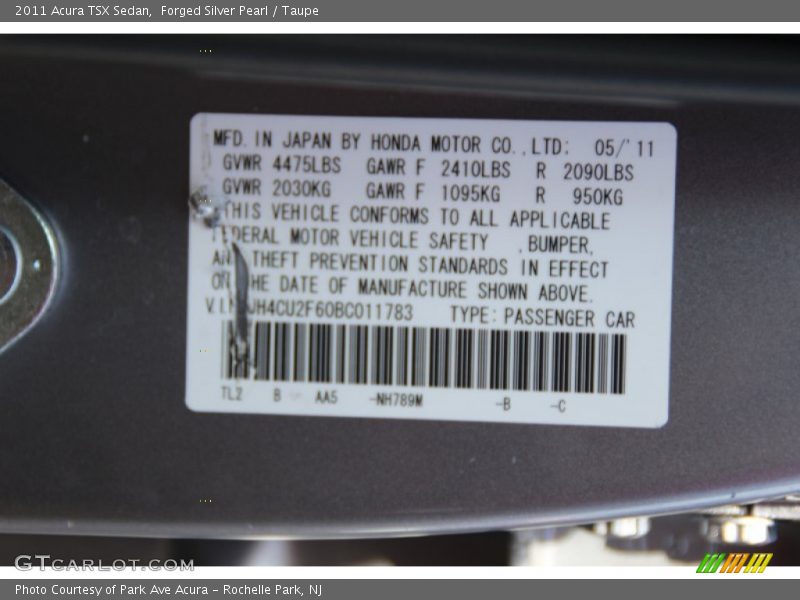 2011 Acura TSX Sedan, Forged Silver Pearl / Taupe
MFD. IN JAPAN BY HONDA MOTOR CO., LTD: 05/'11
GVWR 4475LBS GAWR F 2410LBS R 2090LBS
GVWR 2030KG GAWR F 1095KG R 950KG
THIS VEHICLE CONFORMS TO ALL APPLICABLE
MOTOR VEHICLE SAFETY ,BUMPER,
THEFT PREVENTION STANDARDS IN EFFECT
THE DATE OF MANUFACTURE SHOWN ABOVE.
JH4CU2F60BC011783 TYPE: PASSENGER CAR
TL2 B AA5 -NH789M -B -C
GTCARLOT.COM
Photo Courtesy of Park Ave Acura - Rochelle Park, NJ